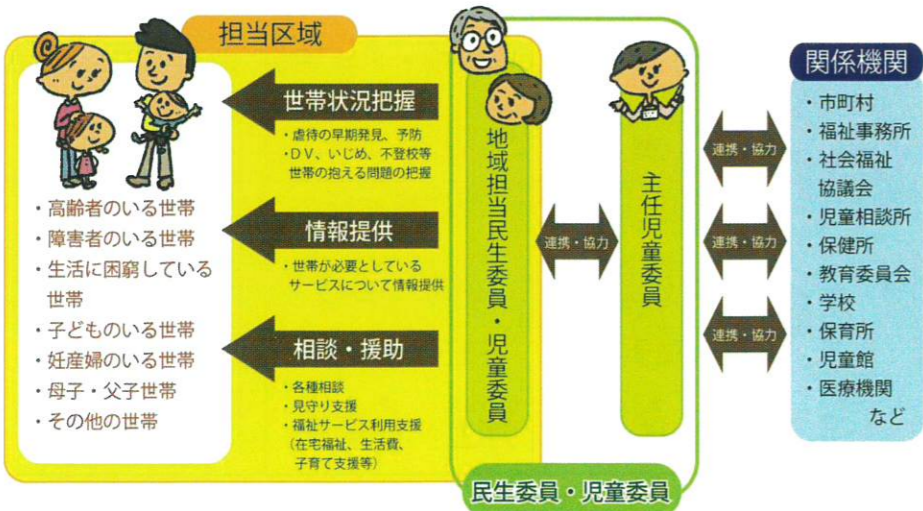 担当区域
・高齢者のいる世帯
・障害者のいる世帯
・生活に困窮している
世帯
・子どものいる世帯
・妊産婦のいる世帯
・母子・父子世帯
・その他の世帯
世帯状況把握
・虐待の早期発見、予防
・DV、いじめ、不登校等
世帯の抱える問題の把握
情報提供
・世帯が必要としている
サービスについて情報提供
相談・援助
・各種相談
・見守り支援
・福祉サービス利用支援
(在宅福祉、生活費、
子育て支援等)
地域担当民生委員・児童委員
連携・協力
主任児童委員
民生委員・児童委員
連携・協力
連携・協力
連携・協力
関係機関
・市町村
・福祉事務所
・社会福祉
協議会
・児童相談所
・保健所
・教育委員会
・学校
・保育所
・児童館
・医療機関
など